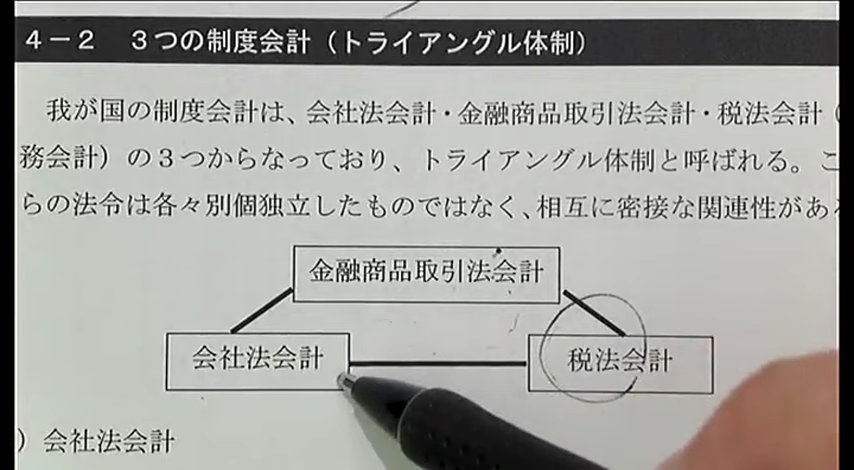 4－2　3つの制度会計（トライアングル体制）
我が国の制度会計は、会社法会計・金融商品取引法会計・税法会計（
務会計）の3つからなっており、トライアングル体制と呼ばれる。こ
らの法令は各々別個独立したものではなく、相互に密接な関連性がある
金融商品取引法会計
会社法会計
税法会計
）会社法会計